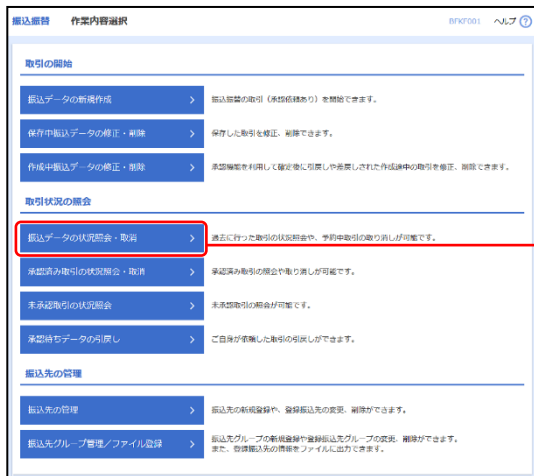 振込振替 作業内容選択 BFKF001 ヘルプ ?
取引の開始
振込データの新規作成 > 振込振替の取引（承認依頼あり）を開始できます。
保存中振込データの修正・削除 > 保存した取引を修正、削除できます。
作成中振込データの修正・削除 > 承認機能を利用して確定後に引戻しや差戻しされた作成途中の取引を修正、削除できます。
取引状況の照会
振込データの状況照会・取消 > 過去に行った取引の状況照会や、予約中取引の取り消しが可能です。
承認済み取引の状況照会・取消 > 承認済み取引の照会や取り消しが可能です。
未承認取引の状況照会 > 未承認取引の照会が可能です。
承認待ちデータの引戻し > ご自身が依頼した取引の引戻しができます。
振込先の管理
振込先の管理 > 振込先の新規登録や、登録振込先の変更、削除ができます。
振込先グループ管理/ファイル登録 > 振込先グループの新規登録や登録振込先グループの変更、削除ができます。
また、登録振込先の情報をファイルに出力できます。